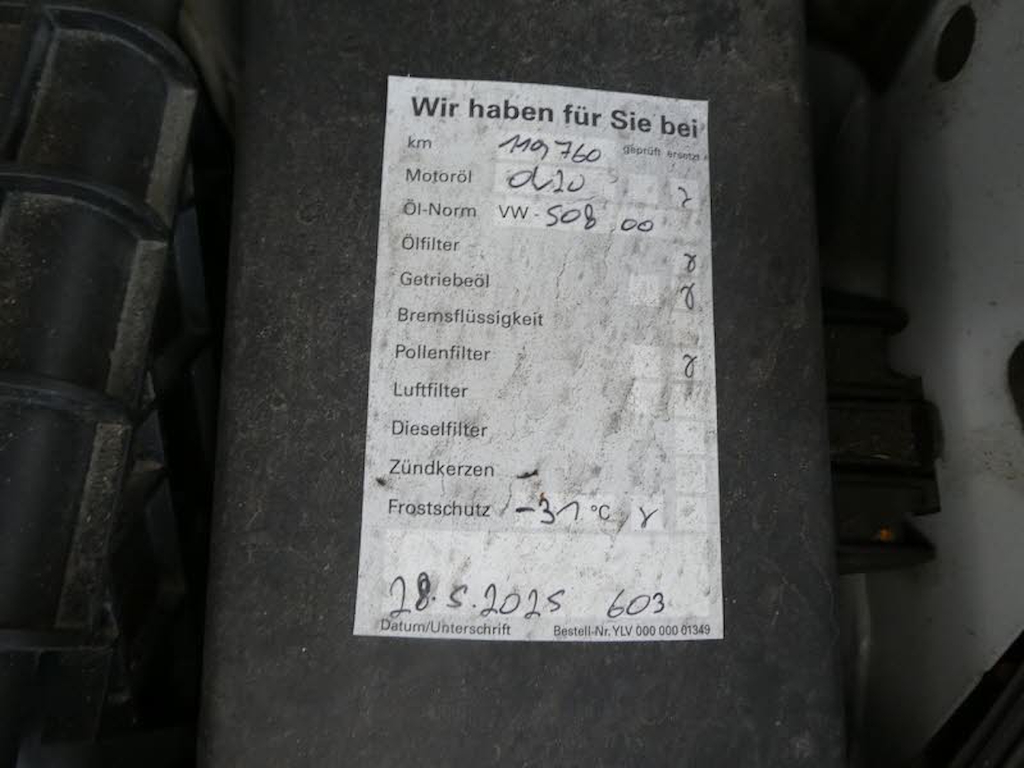 Wir haben für Sie bei
km 119760 geprüft ersetzt
Motoröl 0W20
Öl-Norm VW - 508 00
Ölfilter
Getriebeöl
Bremsflüssigkeit
Pollenfilter
Luftfilter
Dieselfilter
Zündkerzen -
Frostschutz -31 °C
28.5.2025 603
Datum/Unterschrift Bestell-Nr. YLV 000 000 01349